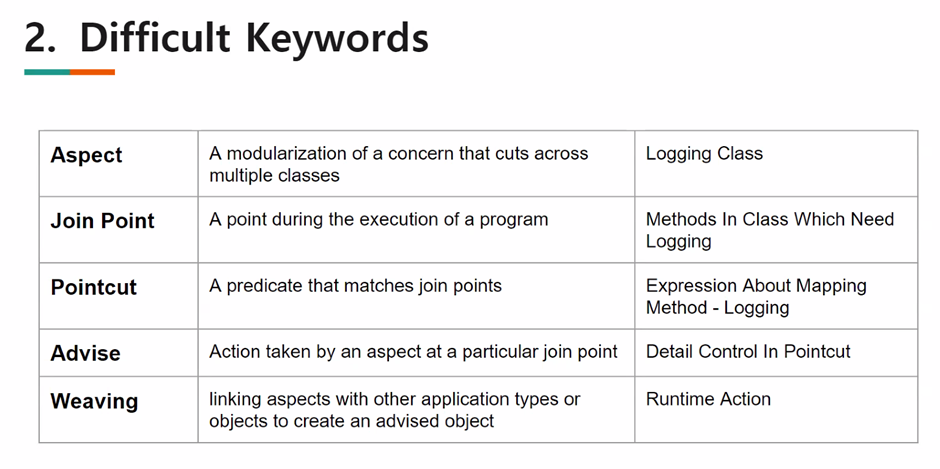 2. Difficult Keywords
Aspect
A modularization of a concern that cuts across
multiple classes
Logging Class
Join Point
A point during the execution of a program
Methods In Class Which Need
Logging
Pointcut
A predicate that matches join points
Expression About Mapping
Method - Logging
Advise
Action taken by an aspect at a particular join point
Detail Control In Pointcut
Weaving
linking aspects with other application types or
objects to create an advised object
Runtime Action